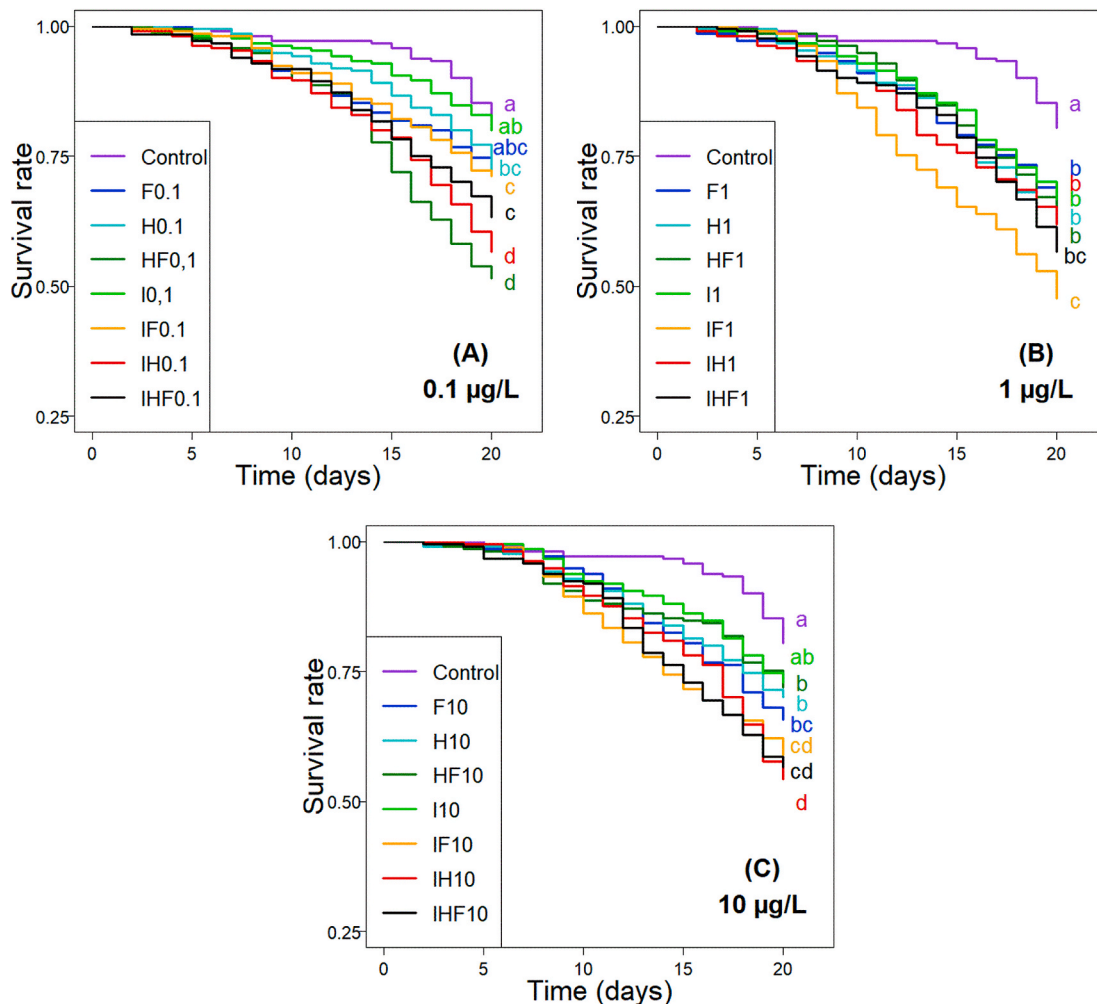 1.00
0.75
0.50
0.25
Survival rate
Control
F0.1
H0.1
HF0,1
I0,1
IF0.1
IH0.1
IHF0.1
a
ab
abc
bc
c
c
d
d
(A)
0.1 µg/L
0
5
10
15
20
Time (days)
1.00
0.75
0.50
0.25
Survival rate
Control
F1
H1
HF1
I1
IF1
IH1
IHF1
a
b
b
b
b
b
bc
c
(B)
1 µg/L
0
5
10
15
20
Time (days)
1.00
0.75
0.50
0.25
Survival rate
Control
F10
H10
HF10
I10
IF10
IH10
IHF10
a
ab
b
b
bc
cd
cd
d
(C)
10 µg/L
0
5
10
15
20
Time (days)